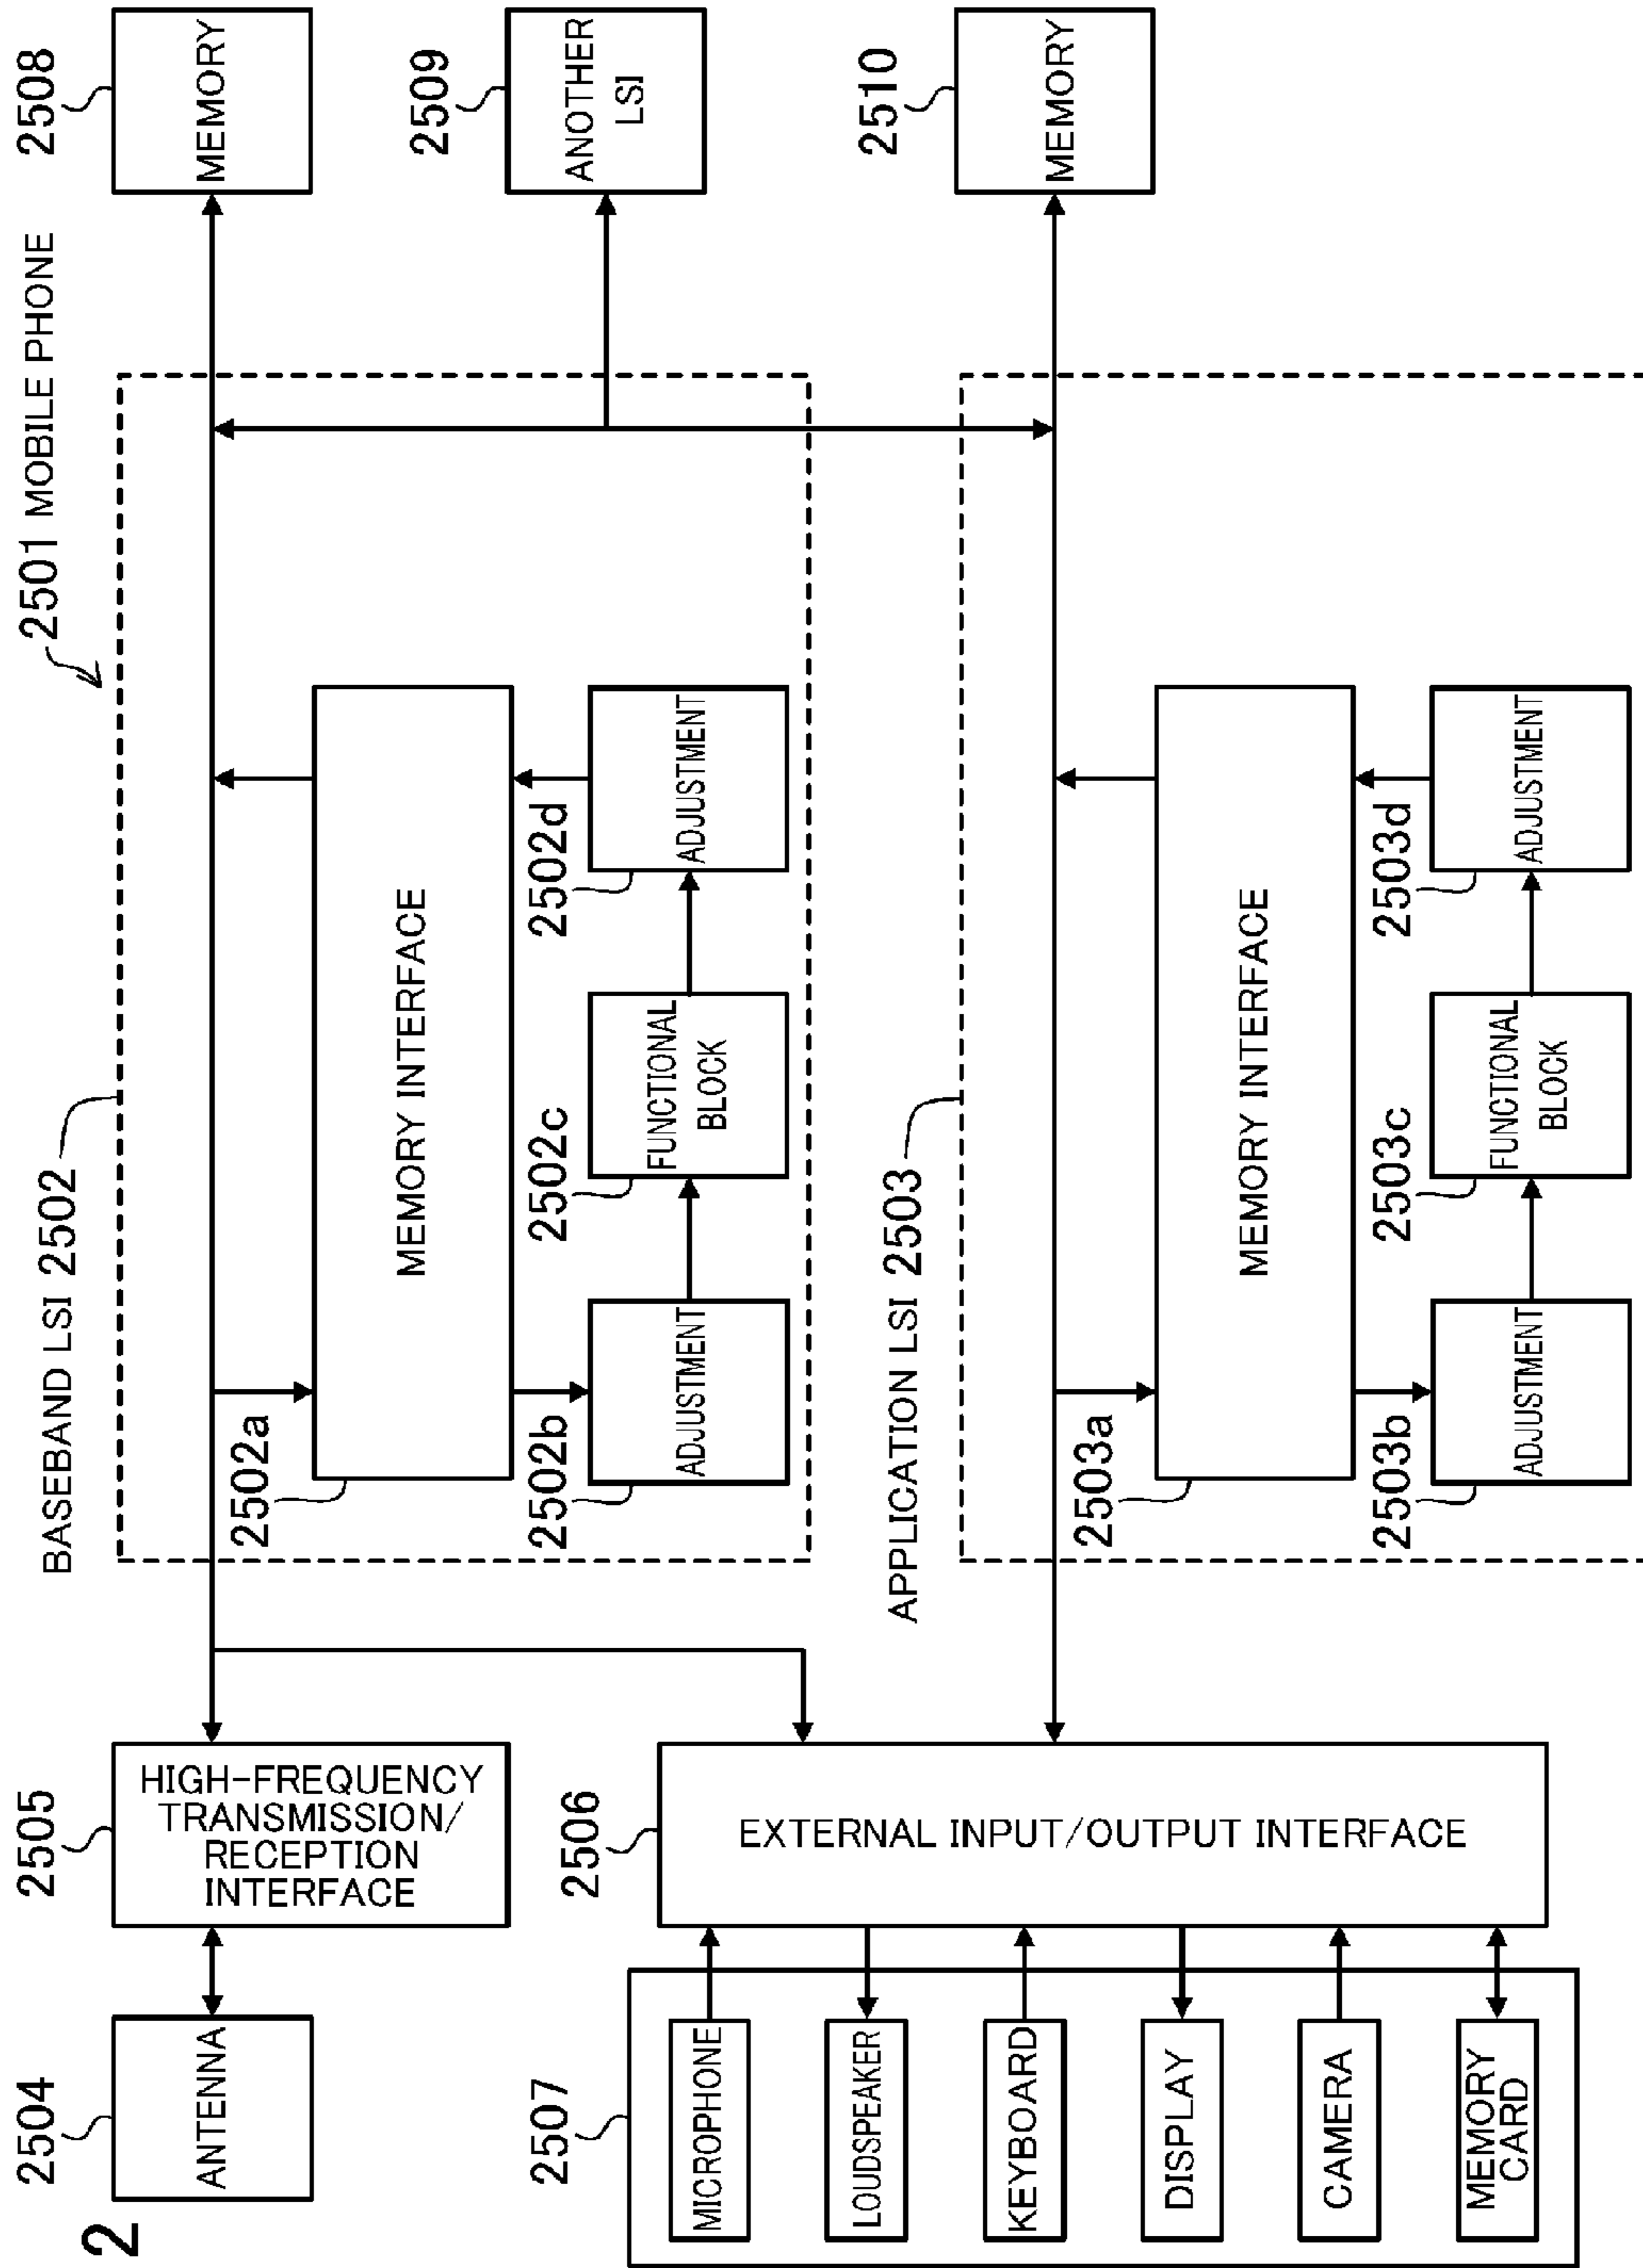 2
2501 MOBILE PHONE
2504
ANTENNA
2505
HIGH-FREQUENCY
TRANSMISSION/
RECEPTION
INTERFACE
BASEBAND LSI 2502
2502a
MEMORY INTERFACE
2502b
ADJUSTMENT
2502c
FUNCTIONAL
BLOCK
2502d
ADJUSTMENT
2508
MEMORY
2509
ANOTHER
LSI
2507
MICROPHONE
LOUDSPEAKER
KEYBOARD
DISPLAY
CAMERA
MEMORY
CARD
2506
EXTERNAL INPUT/OUTPUT INTERFACE
APPLICATION LSI 2503
2503a
MEMORY INTERFACE
2503b
ADJUSTMENT
2503c
FUNCTIONAL
BLOCK
2503d
ADJUSTMENT
2510
MEMORY